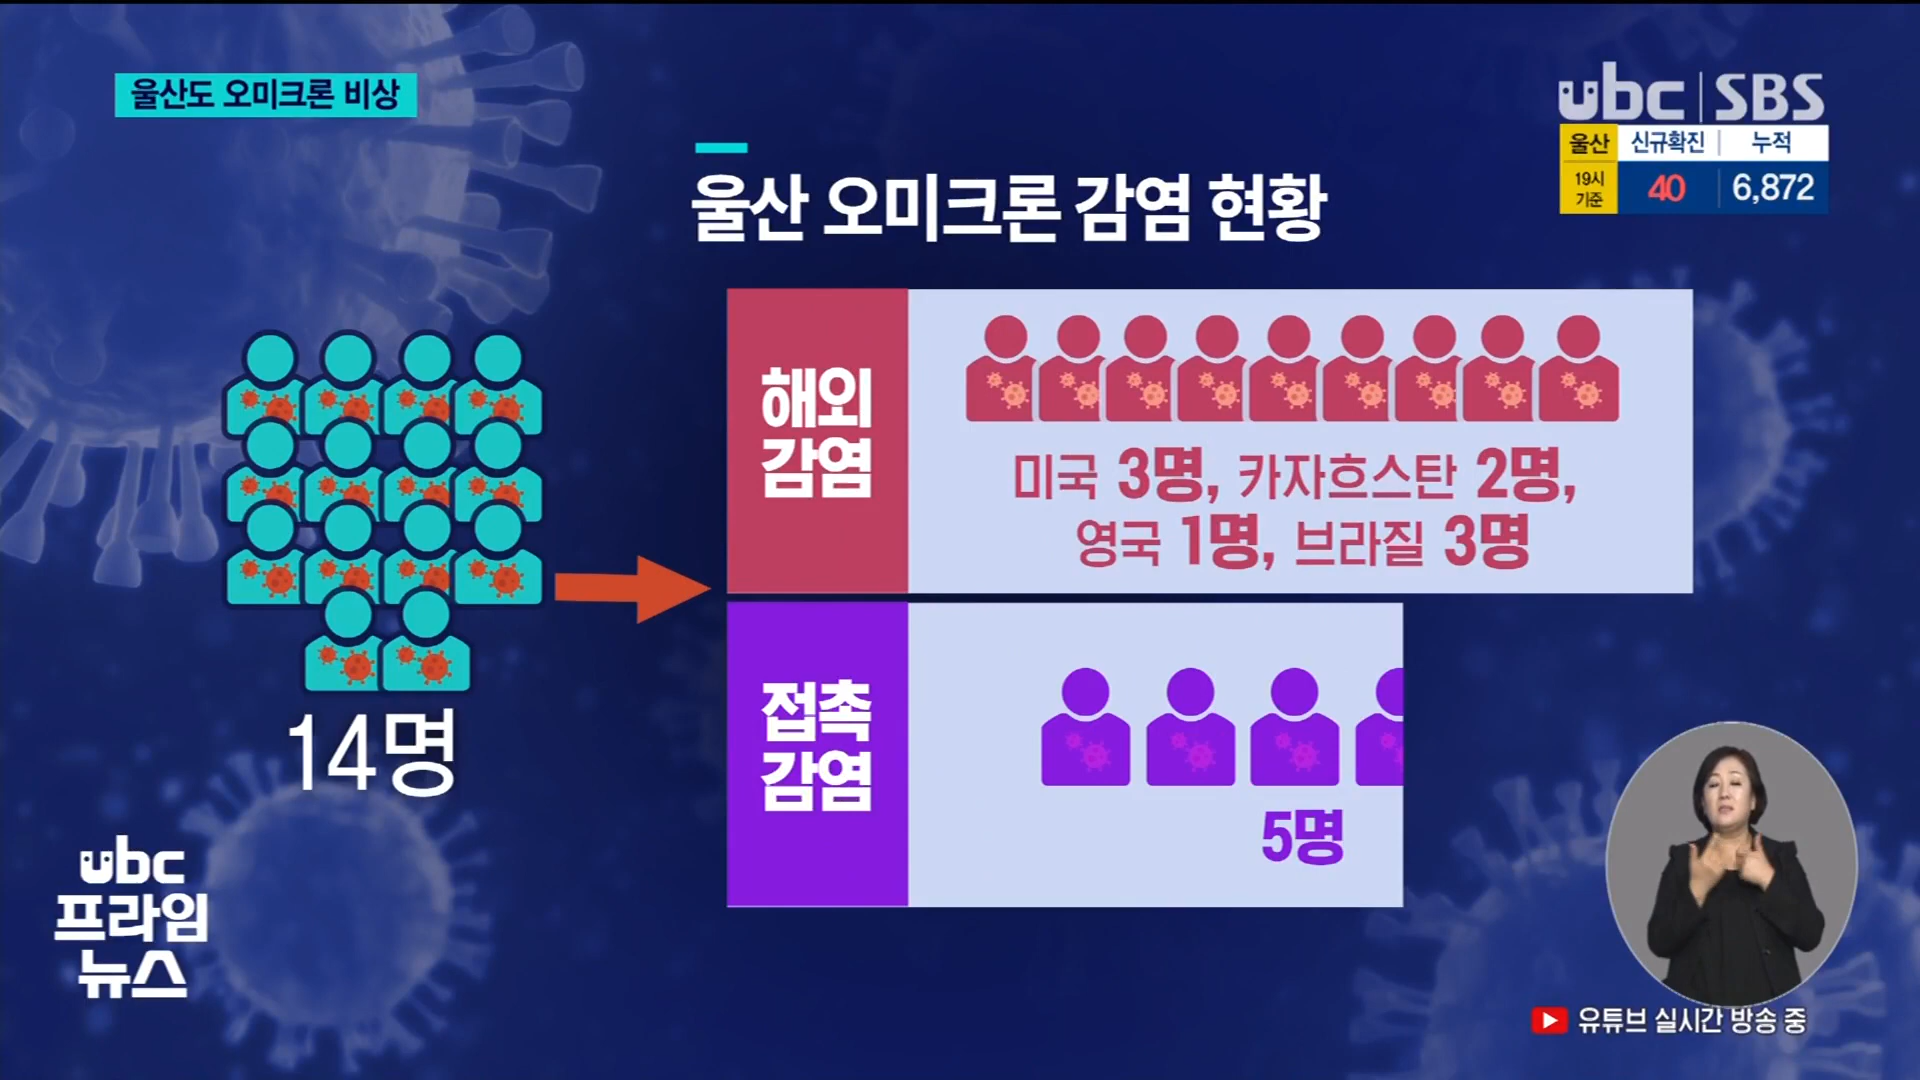 울산도 오미크론 비상
ubc | SBS
울산 신규확진 | 누적
19시 기준 40 6,872
울산 오미크론 감염 현황
해외
감염
미국 3명, 카자흐스탄 2명,
영국 1명, 브라질 3명
14명
접촉
감염
5명
ubc
프라임
뉴스
유튜브 실시간 방송 중